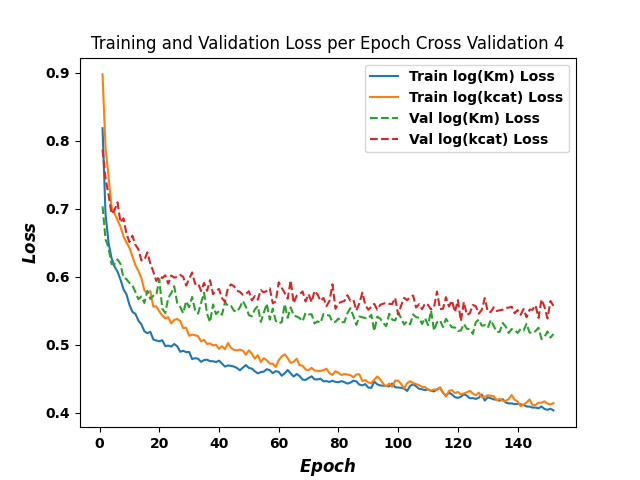 Training and Validation Loss per Epoch Cross Validation 4
0.9
0.8
0.7
0.6
0.5
0.4
Loss
Train log(Km) Loss
Train log(kcat) Loss
Val log(Km) Loss
Val log(kcat) Loss
0 20 40 60 80 100 120 140
Epoch